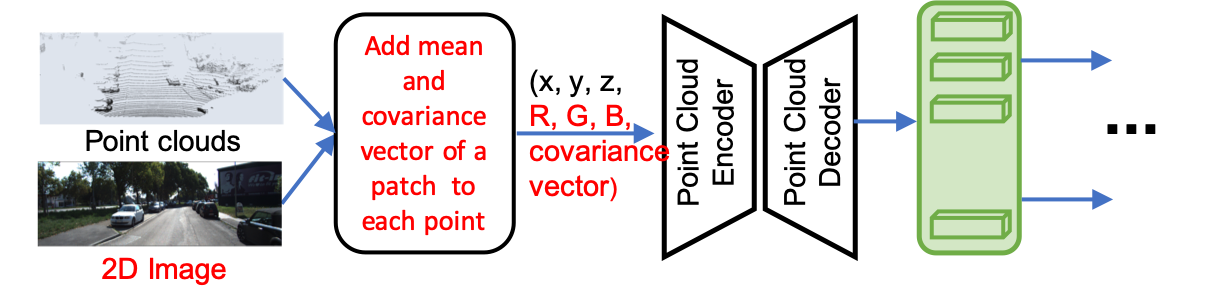 Point clouds
2D Image
Add mean
and
covariance
vector of a
patch to
each point
(x, y, z,
R, G, B,
covariance
vector)
Point Cloud
Encoder
Point Cloud
Decoder
...